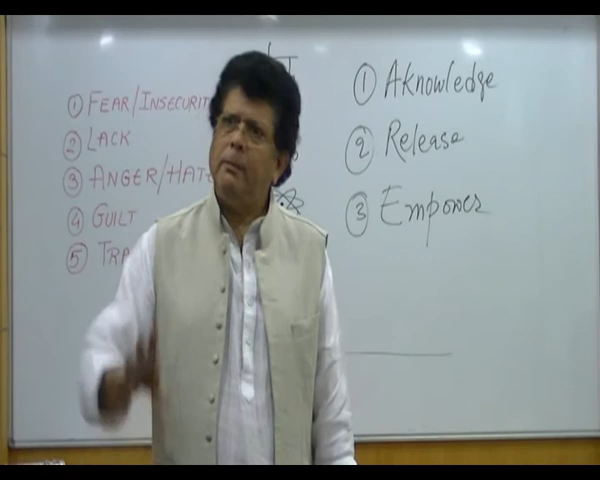 ① FEAR/INSECURIT
② LACK
③ ANGER/HAT
④ GUILT
⑤ TRA
① Aknowledge
② Release
③ Empower